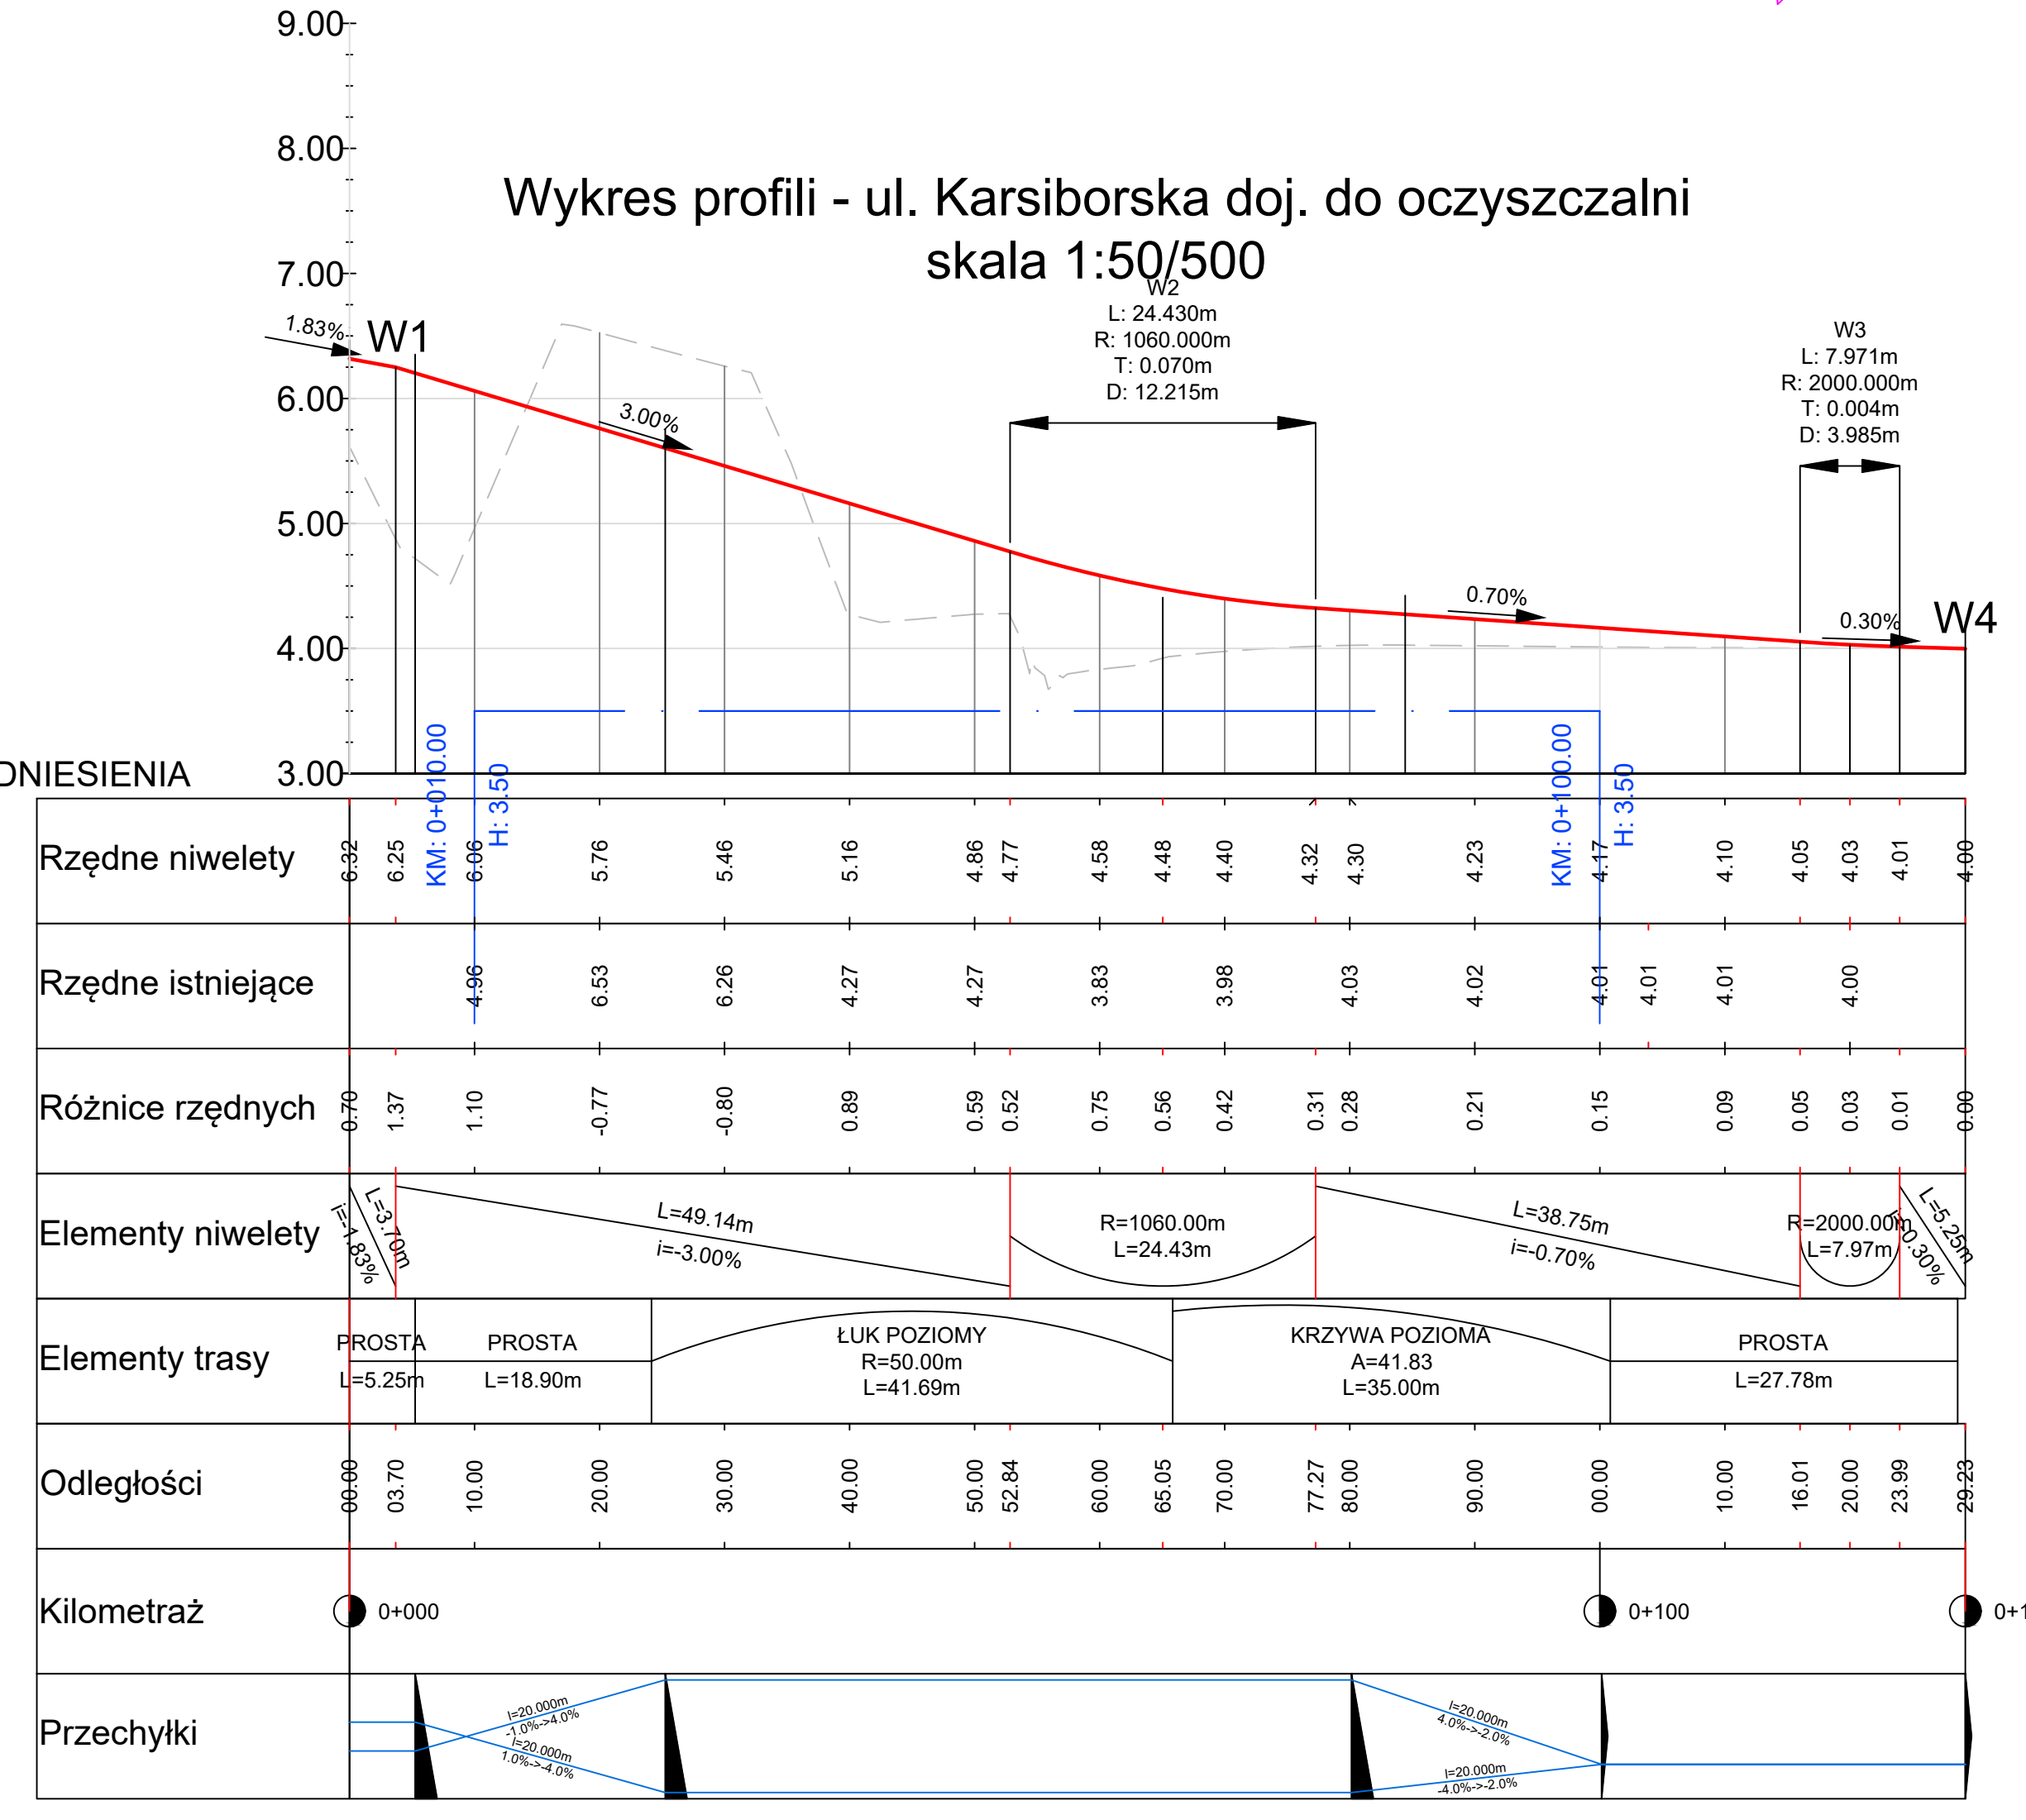 9.00
8.00
7.00
6.00
5.00
4.00
3.00
Wykres profili - ul. Karsiborska doj. do oczyszczalni
skala 1:50/500
1.83%
W1
3.00%
W2
L: 24.430m
R: 1060.000m
T: 0.070m
D: 12.215m
W3
L: 7.971m
R: 2000.000m
T: 0.004m
D: 3.985m
0.70%
0.30%
W4
DNIESIENIA
KM: 0+010.00
H: 3.50
KM: 0+100.00
H: 3.50
Rzędne niwelety
6.32 6.25 6.06 5.76 5.46 5.16 4.86 4.77 4.58 4.48 4.40 4.32 4.30 4.23 4.17 4.10 4.05 4.03 4.01 4.00
Rzędne istniejące
4.96 6.53 6.26 4.27 4.27 3.83 3.98 4.03 4.02 4.01 4.01 4.01 4.00
Różnice rzędnych
0.70 1.37 1.10 -0.77 -0.80 0.89 0.59 0.52 0.75 0.56 0.42 0.31 0.28 0.21 0.15 0.09 0.05 0.03 0.01 0.00
Elementy niwelety
L=3.70m
i=-1.83%
L=49.14m
i=-3.00%
R=1060.00m
L=24.43m
L=38.75m
i=-0.70%
R=2000.00m
L=7.97m
L=5.25m
i=-0.30%
Elementy trasy
PROSTA
L=5.25m
PROSTA
L=18.90m
ŁUK POZIOMY
R=50.00m
L=41.69m
KRZYWA POZIOMA
A=41.83
L=35.00m
PROSTA
L=27.78m
Odległości
00.00 03.70 10.00 20.00 30.00 40.00 50.00 52.84 60.00 65.05 70.00 77.27 80.00 90.00 00.00 10.00 16.01 20.00 23.99 29.23
Kilometraż
0+000
0+100
0+1
Przechyłki
l=20.000m
-1.0%->4.0%
l=20.000m
1.0%->-4.0%
l=20.000m
4.0%->-2.0%
l=20.000m
-4.0%->-2.0%